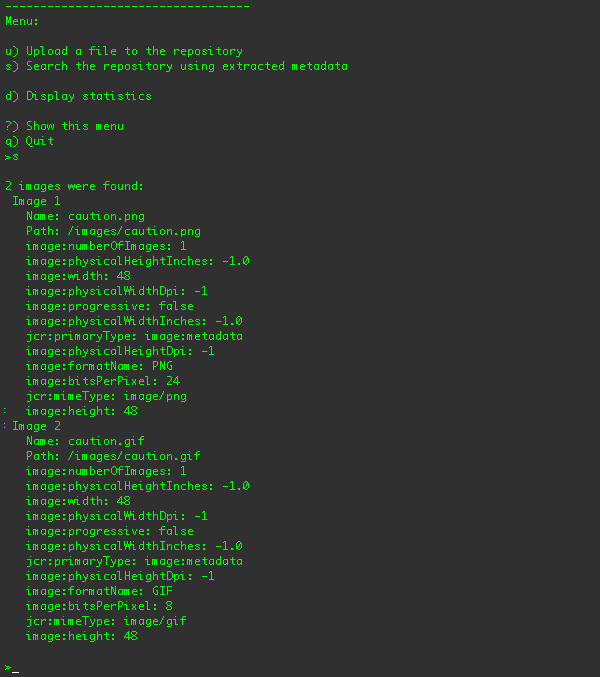 -----------------------------------
Menu:
u) Upload a file to the repository
s) Search the repository using extracted metadata
d) Display statistics
?) Show this menu
q) Quit
>s
2 images were found:
Image 1
Name: caution.png
Path: /images/caution.png
image:numberOfImages: 1
image:physicalHeightInches: -1.0
image:width: 48
image:physicalWidthDpi: -1
image:progressive: false
image:physicalWidthInches: -1.0
jcr:primaryType: image:metadata
image:physicalHeightDpi: -1
image:formatName: PNG
image:bitsPerPixel: 24
jcr:mimeType: image/png
: image:height: 48
: Image 2
Name: caution.gif
Path: /images/caution.gif
image:numberOfImages: 1
image:physicalHeightInches: -1.0
image:width: 48
image:physicalWidthDpi: -1
image:progressive: false
image:physicalWidthInches: -1.0
jcr:primaryType: image:metadata
image:physicalHeightDpi: -1
image:formatName: GIF
image:bitsPerPixel: 8
jcr:mimeType: image/gif
image:height: 48
>_